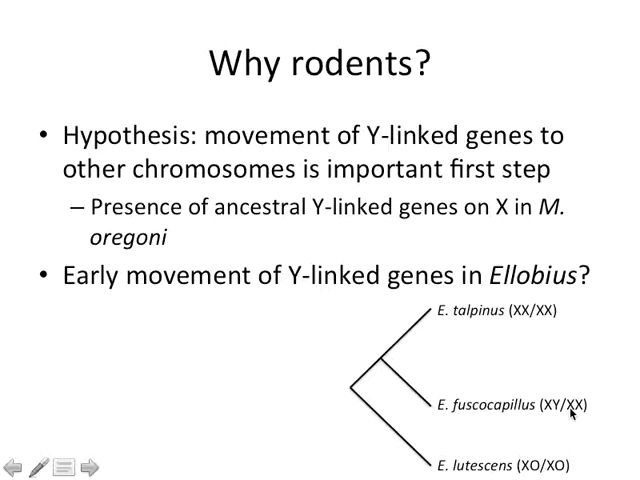 Why rodents?
• Hypothesis: movement of Y-linked genes to
other chromosomes is important first step
– Presence of ancestral Y-linked genes on X in M.
oregoni
• Early movement of Y-linked genes in Ellobius?
E. talpinus (XX/XX)
E. fuscocapillus (XY/XX)
E. lutescens (XO/XO)